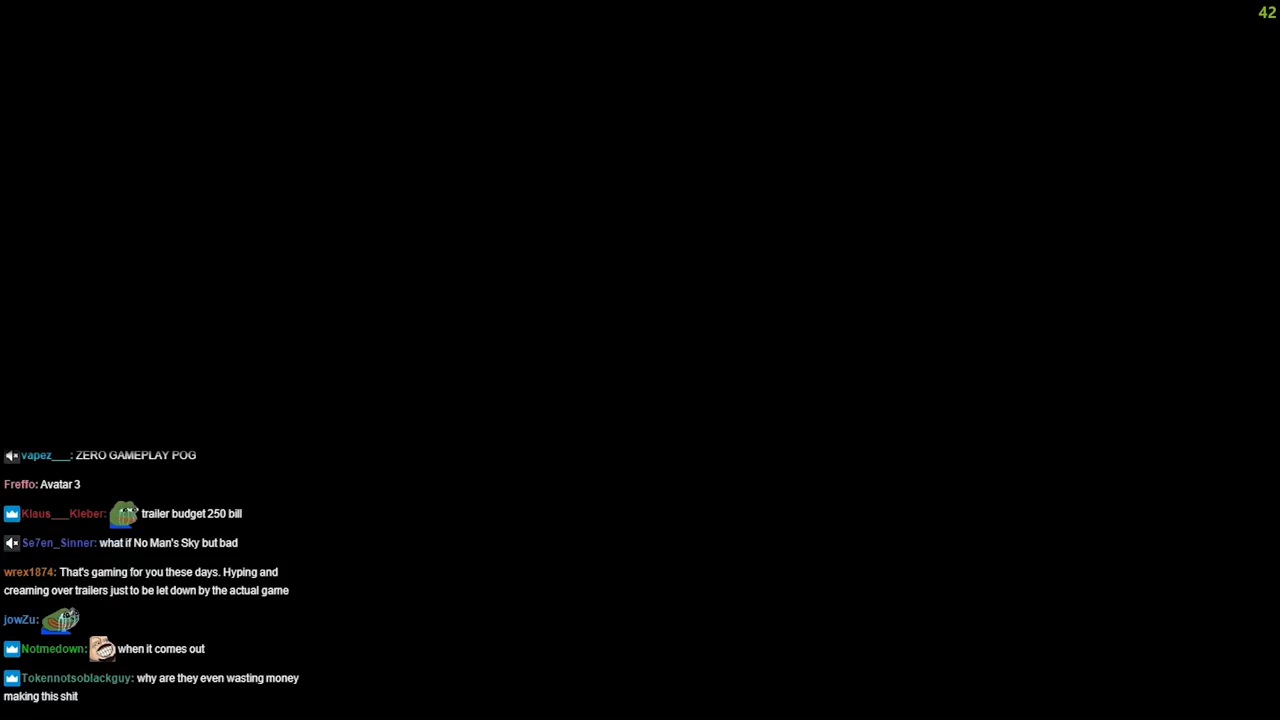 42
vapez___: ZERO GAMEPLAY POG
Freffo: Avatar 3
Klaus___Kleber: trailer budget 250 bill
Se7en_Sinner: what if No Man's Sky but bad
wrex1874: That's gaming for you these days. Hyping and
creaming over trailers just to be let down by the actual game
jowZu:
Notmedown: when it comes out
Tokennotsoblackguy: why are they even wasting money
making this shit